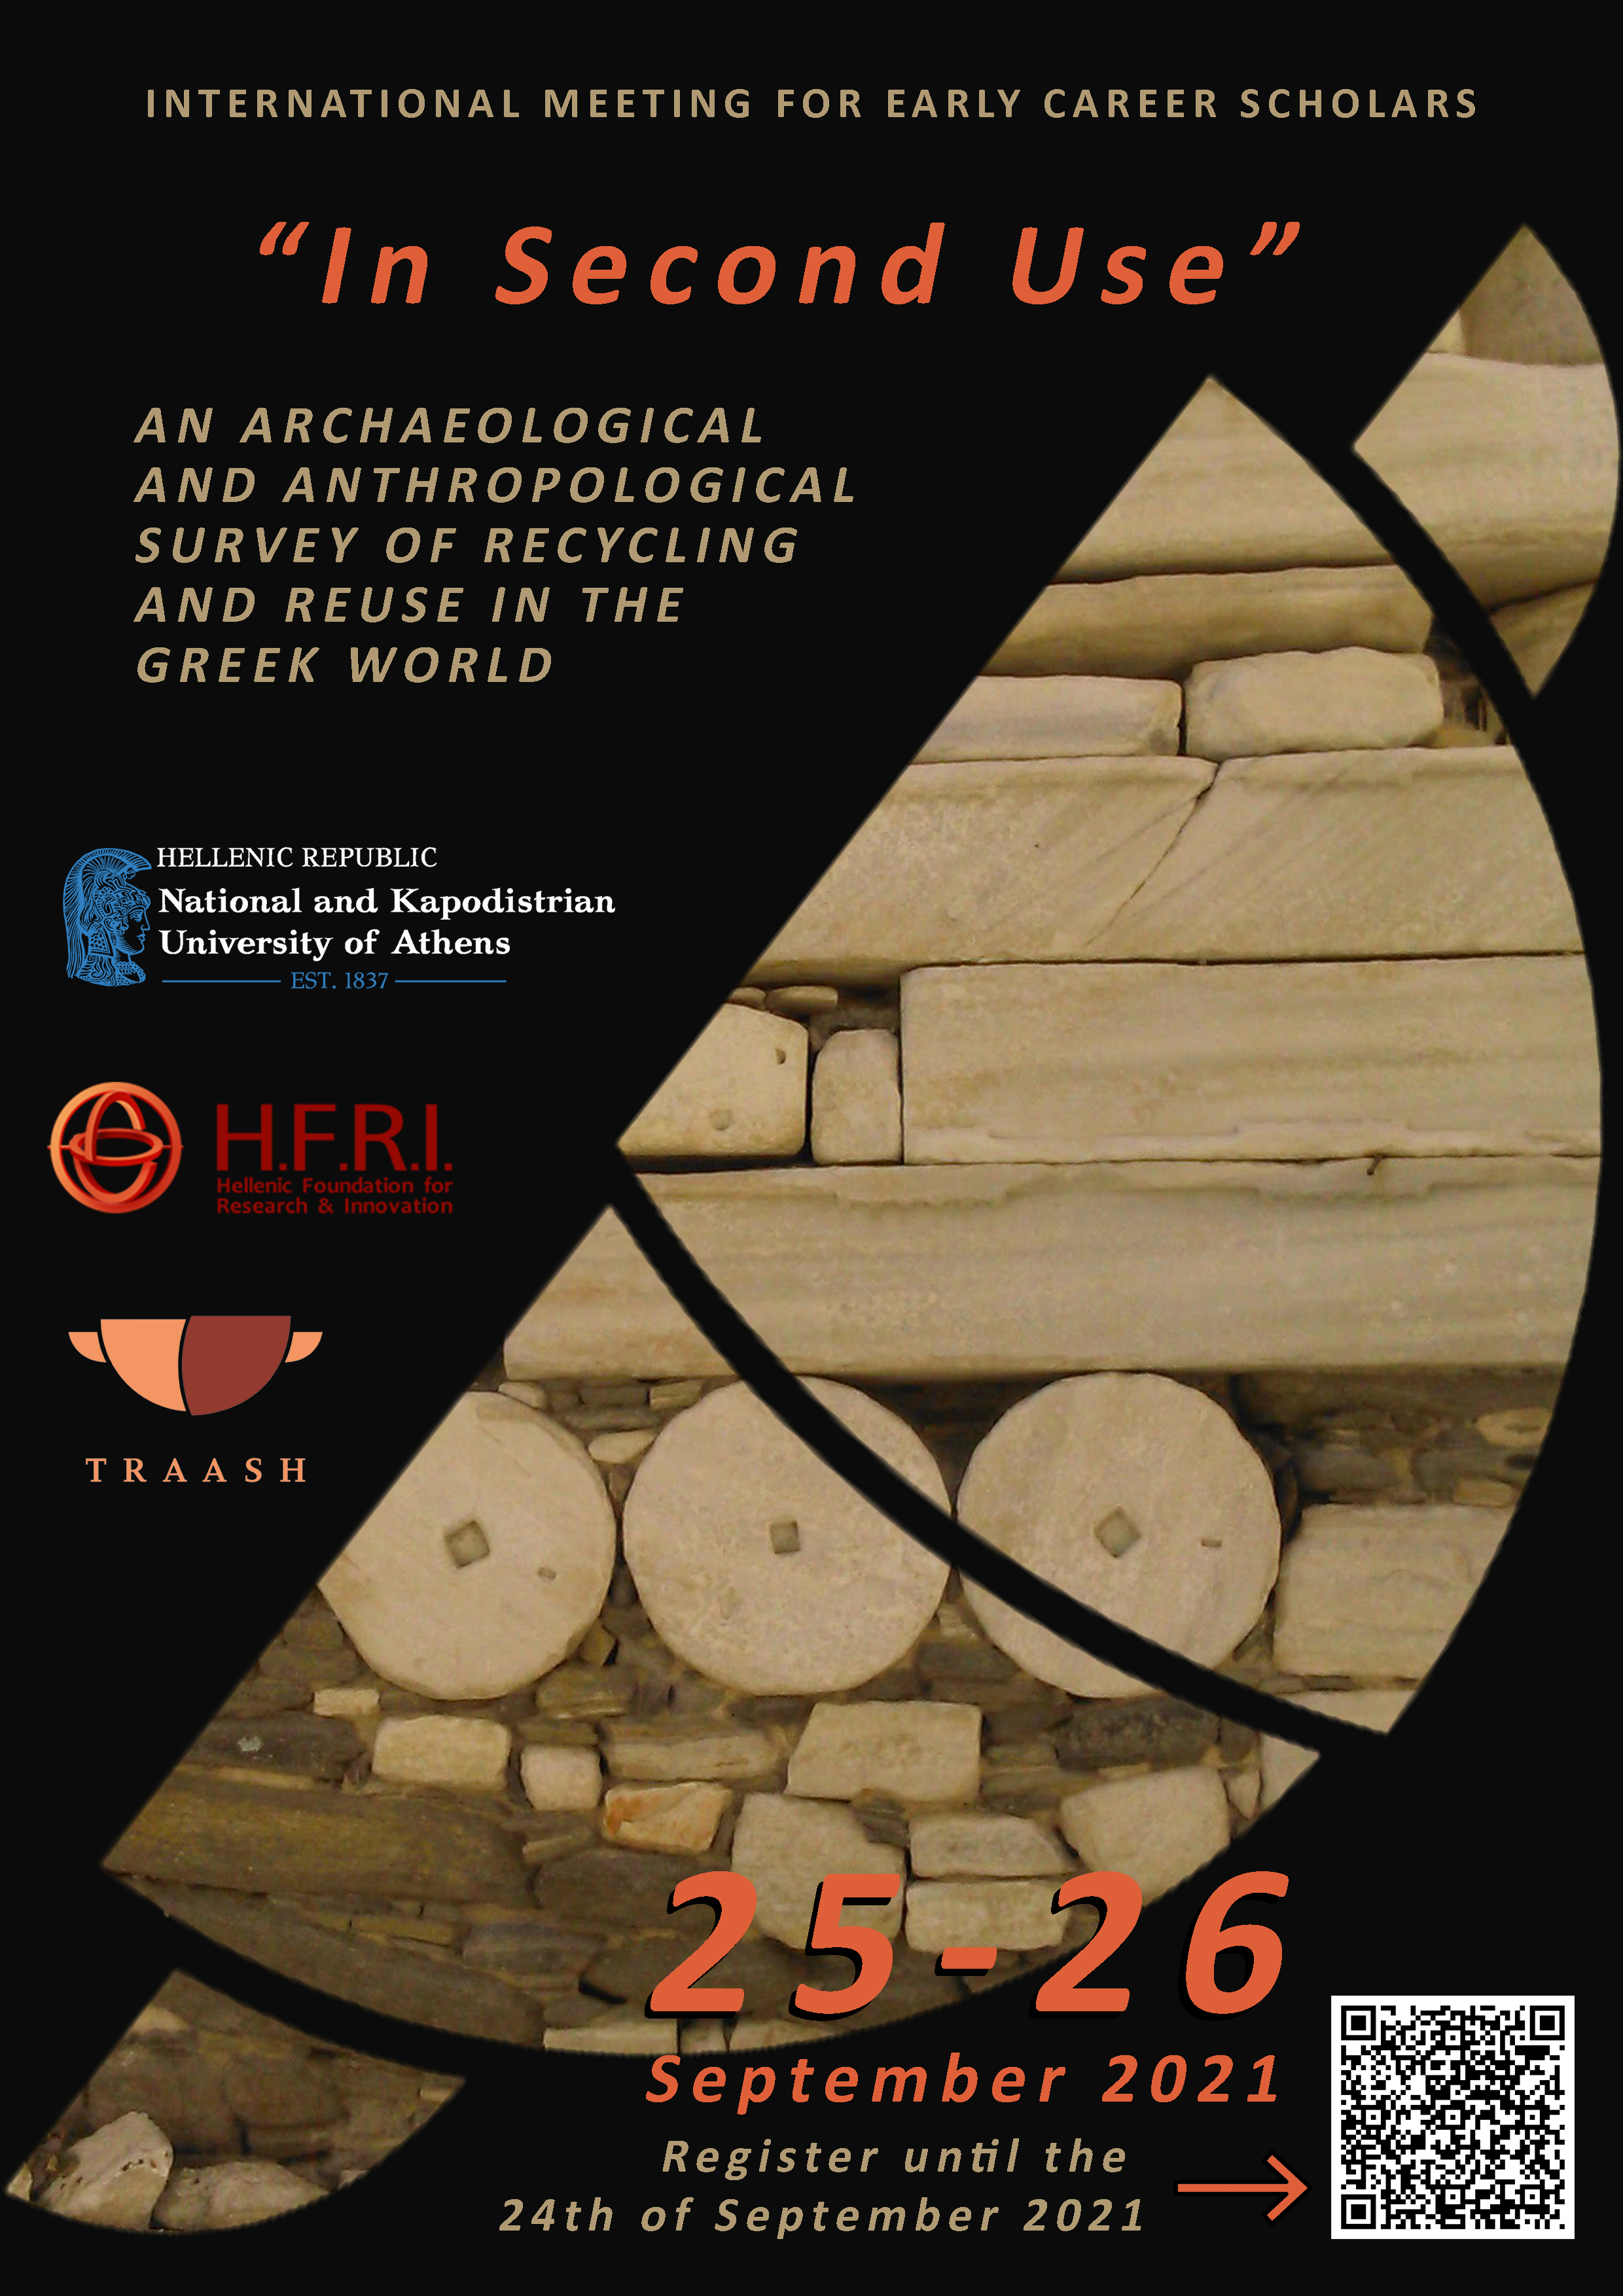 INTERNATIONAL MEETING FOR EARLY CAREER SCHOLARS
“In Second Use”
AN ARCHAEOLOGICAL
AND ANTHROPOLOGICAL
SURVEY OF RECYCLING
AND REUSE IN THE
GREEK WORLD
HELLENIC REPUBLIC
National and Kapodistrian
University of Athens
EST. 1837
H.F.R.I.
Hellenic Foundation for
Research & Innovation
TRAASH
25-26
September 2021
Register until the
24th of September 2021